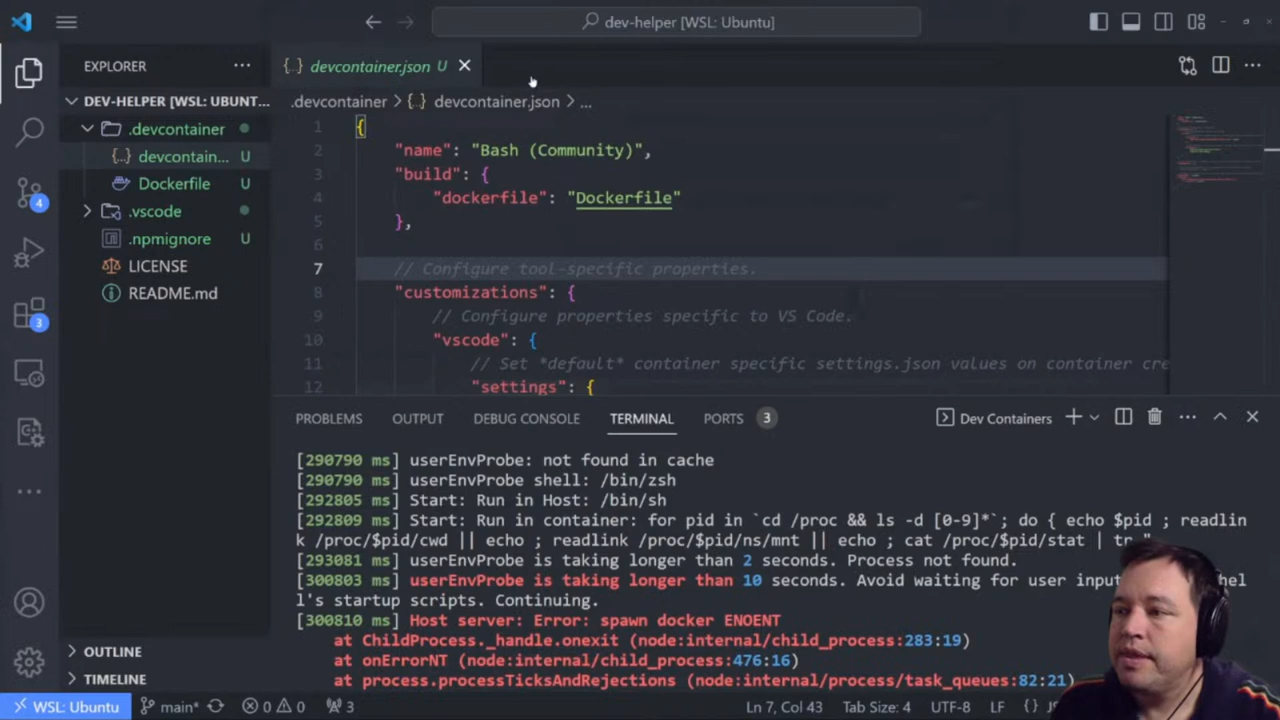 dev-helper [WSL: Ubuntu]
EXPLORER
DEV-HELPER [WSL: UBUNT...
.devcontainer
devcontain... U
Dockerfile U
.vscode
.npmignore U
LICENSE
README.md
OUTLINE
TIMELINE
4
3
devcontainer.json U
.devcontainer > devcontainer.json > ...
1 {
2 "name": "Bash (Community)",
3 "build": {
4 "dockerfile": "Dockerfile"
5 },
6
7 // Configure tool-specific properties.
8 "customizations": {
9 // Configure properties specific to VS Code.
10 "vscode": {
11 // Set *default* container specific settings.json values on container cre
12 "settings": {
PROBLEMS OUTPUT DEBUG CONSOLE TERMINAL PORTS 3 Dev Containers
[290790 ms] userEnvProbe: not found in cache
[290790 ms] userEnvProbe shell: /bin/zsh
[292805 ms] Start: Run in Host: /bin/sh
[292809 ms] Start: Run in container: for pid in `cd /proc && ls -d [0-9]*`; do { echo $pid ; readlin
k /proc/$pid/cwd || echo ; readlink /proc/$pid/ns/mnt || echo ; cat /proc/$pid/stat | tr "
[293081 ms] userEnvProbe is taking longer than 2 seconds. Process not found.
[300803 ms] userEnvProbe is taking longer than 10 seconds. Avoid waiting for user input
l's startup scripts. Continuing.
[300810 ms] Host server: Error: spawn docker ENOENT
at ChildProcess._handle.onexit (node:internal/child_process:283:19)
at onErrorNT (node:internal/child_process:476:16)
at process.processTicksAndRejections (node:internal/process/task_queues:82:21)
WSL: Ubuntu main* 0 0 3 Ln 7, Col 43 Tab Size: 4 UTF-8 LF {}